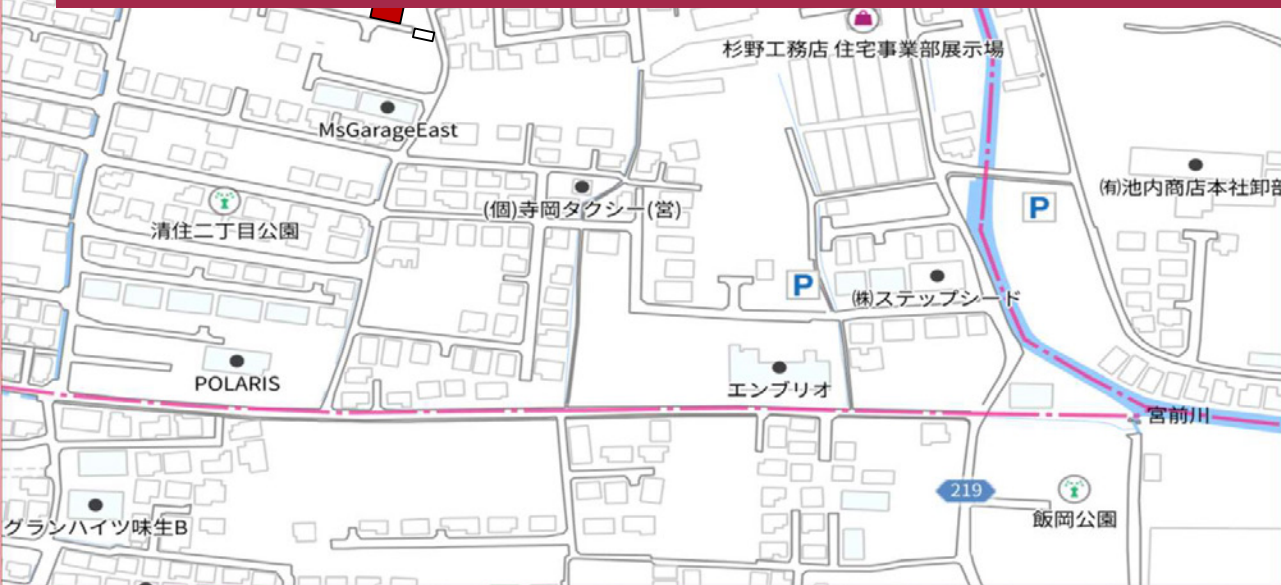 杉野工務店 住宅事業部展示場
MsGarageEast
㈲池内商店本社卸部
(個)寺岡タクシー(営)
P
清住二丁目公園
P
㈱ステップシード
POLARIS
エンブリオ
宮前川
219
グランハイツ味生B
飯岡公園